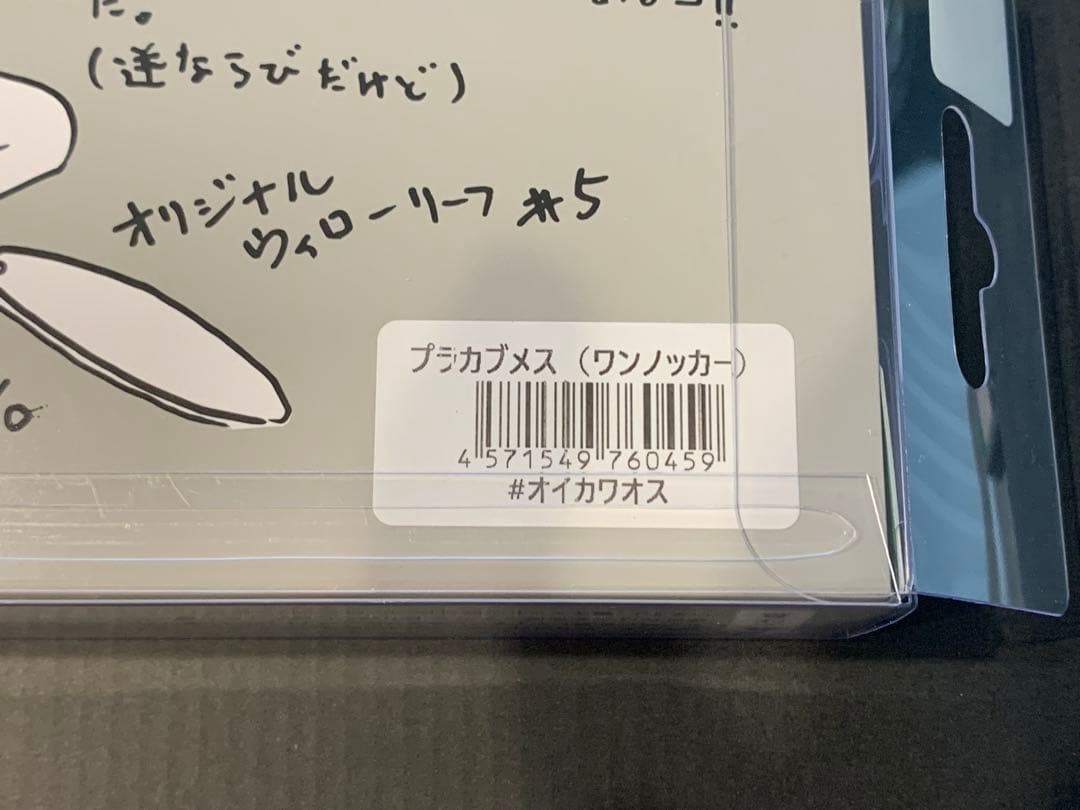 た。
(逆ならびだけど)
オリジナル
ウィローリーフ #5
プラカブメス (ワンノッカー)
4 571549 760459
#オイカワオス